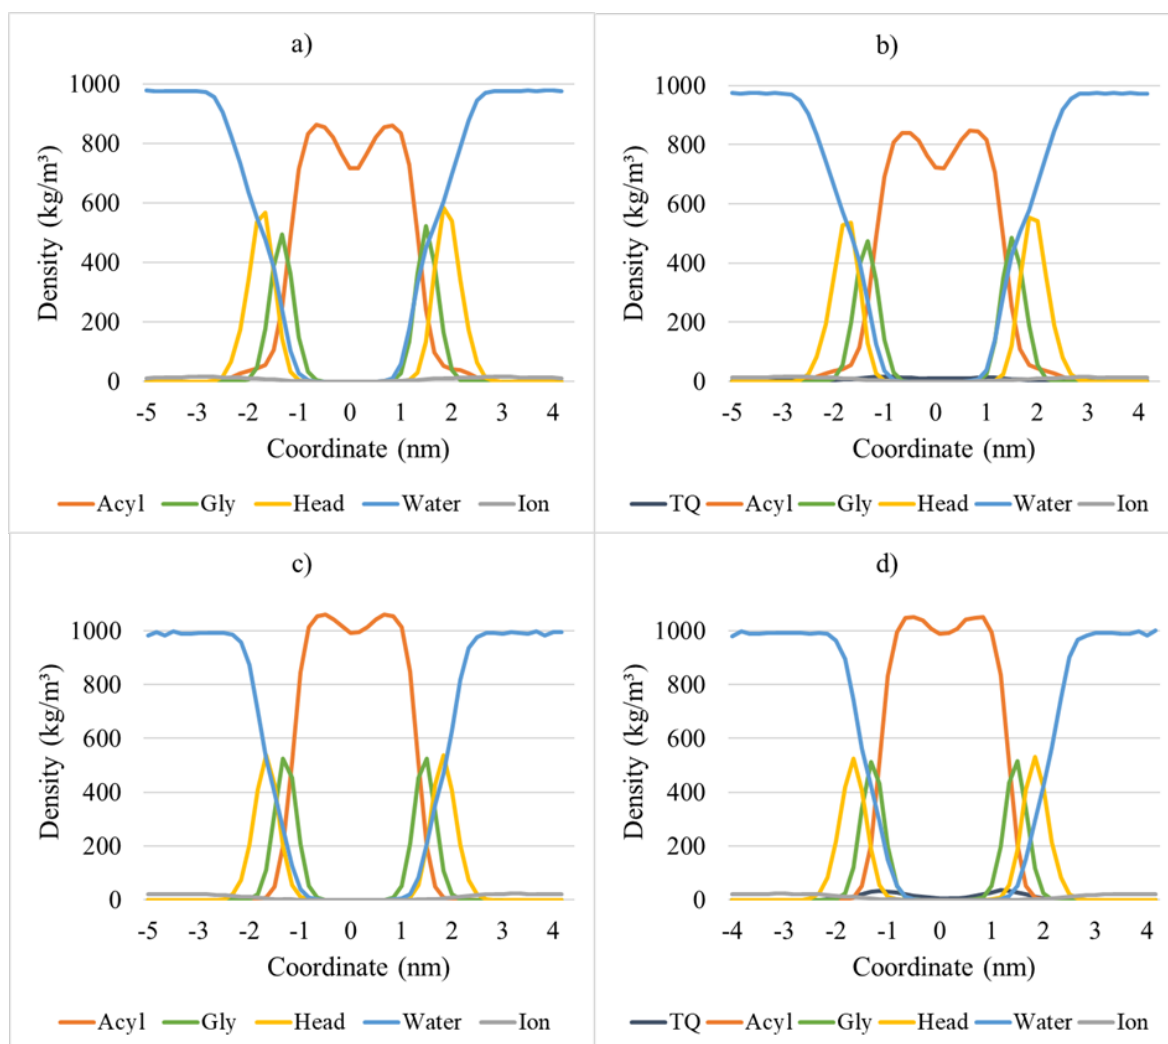 a)
Density (kg/m³)
1000
800
600
400
200
0
-5 -4 -3 -2 -1 0 1 2 3 4
Coordinate (nm)
Acyl Gly Head Water Ion
b)
Density (kg/m³)
1000
800
600
400
200
0
-5 -4 -3 -2 -1 0 1 2 3 4
Coordinate (nm)
TQ Acyl Gly Head Water Ion
c)
Density (kg/m³)
1000
800
600
400
200
0
-5 -4 -3 -2 -1 0 1 2 3 4
Coordinate (nm)
Acyl Gly Head Water Ion
d)
Density (kg/m³)
1000
800
600
400
200
0
-4 -3 -2 -1 0 1 2 3 4
Coordinate (nm)
TQ Acyl Gly Head Water Ion